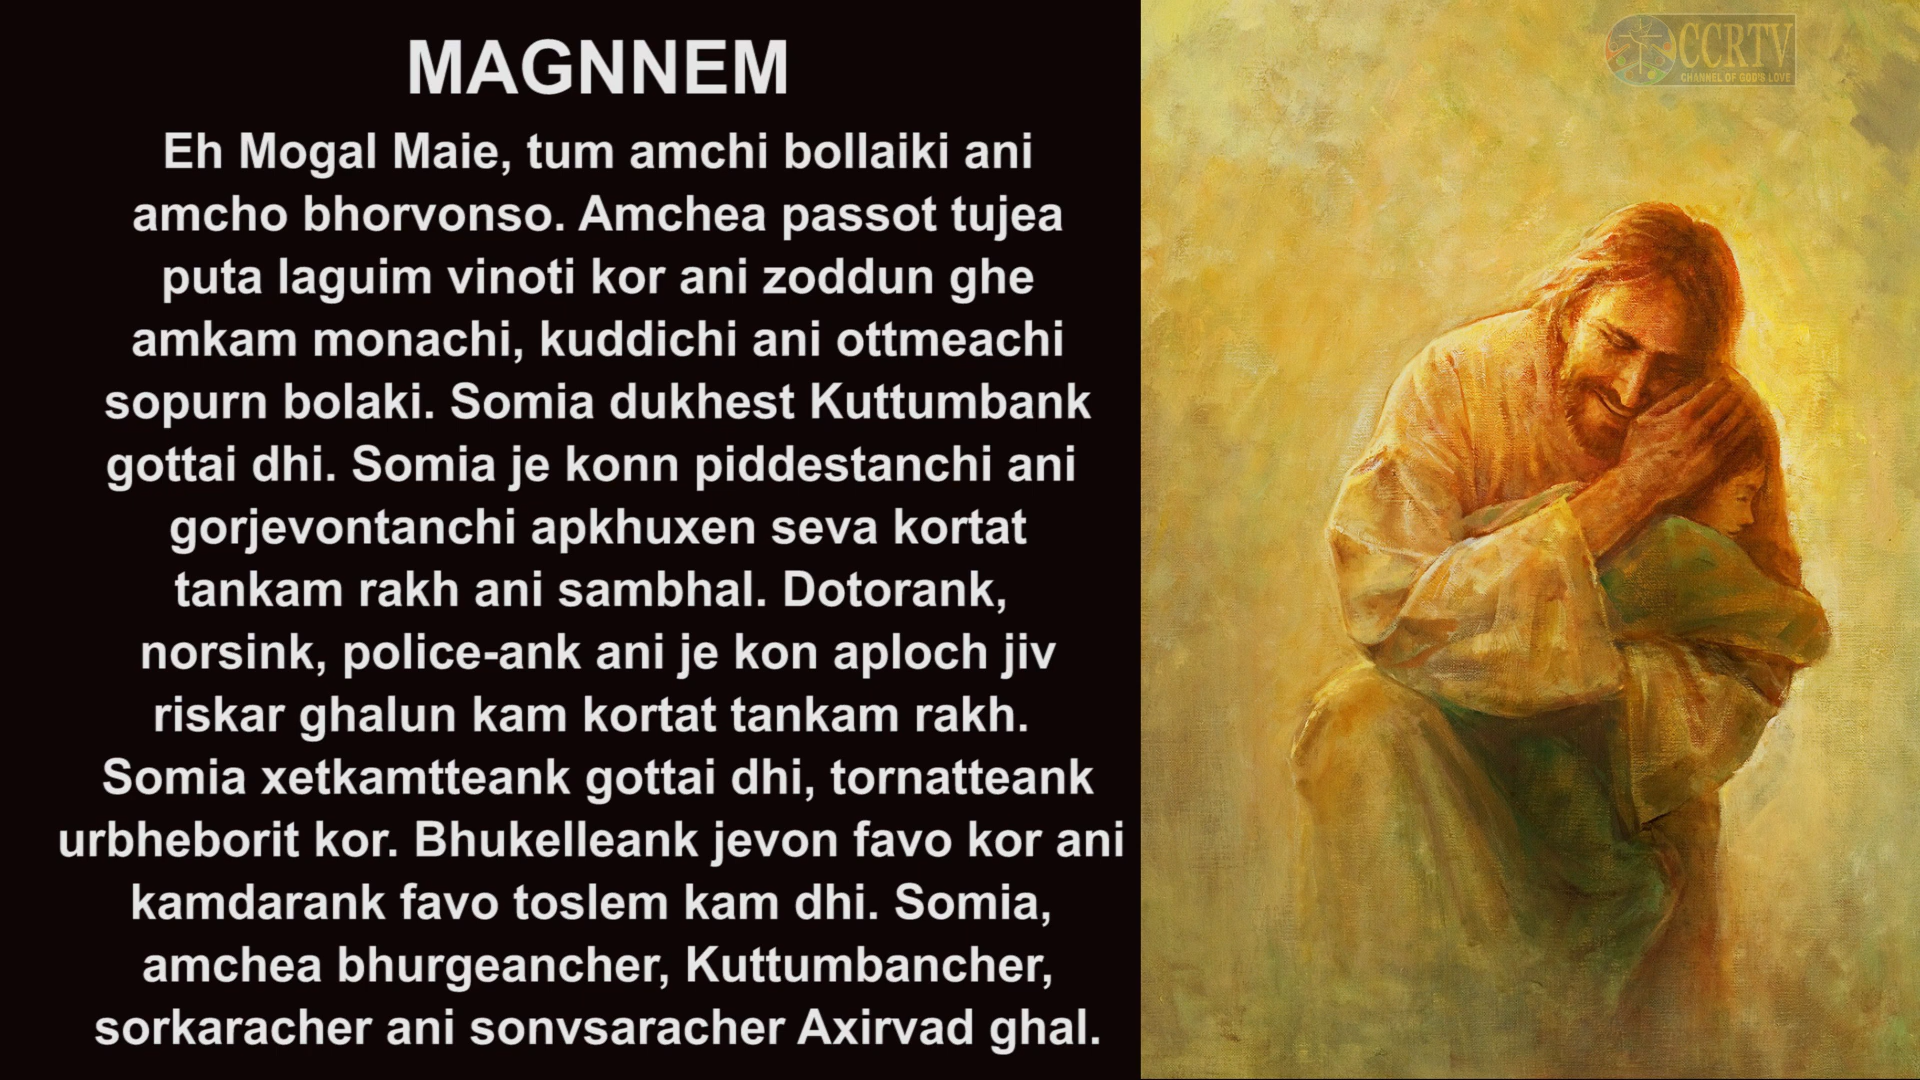 MAGNNEM
Eh Mogal Maie, tum amchi bollaiki ani
amcho bhorvonso. Amchea passot tujea
puta laguim vinoti kor ani zoddun ghe
amkam monachi, kuddichi ani ottmeachi
sopurn bolaki. Somia dukhest Kuttumbank
gottai dhi. Somia je konn piddestanchi ani
gorjevontanchi apkhuxen seva kortat
tankam rakh ani sambhal. Dotorank,
norsink, police-ank ani je kon aploch jiv
riskar ghalun kam kortat tankam rakh.
Somia xetkamtteank gottai dhi, tornatteank
urbheborit kor. Bhukelleank jevon favo kor ani
kamdarank favo toslem kam dhi. Somia,
amchea bhurgeancher, Kuttumbancher,
sorkaracher ani sonvsaracher Axirvad ghal.
CCRTV
CHANNEL OF GOD'S LOVE